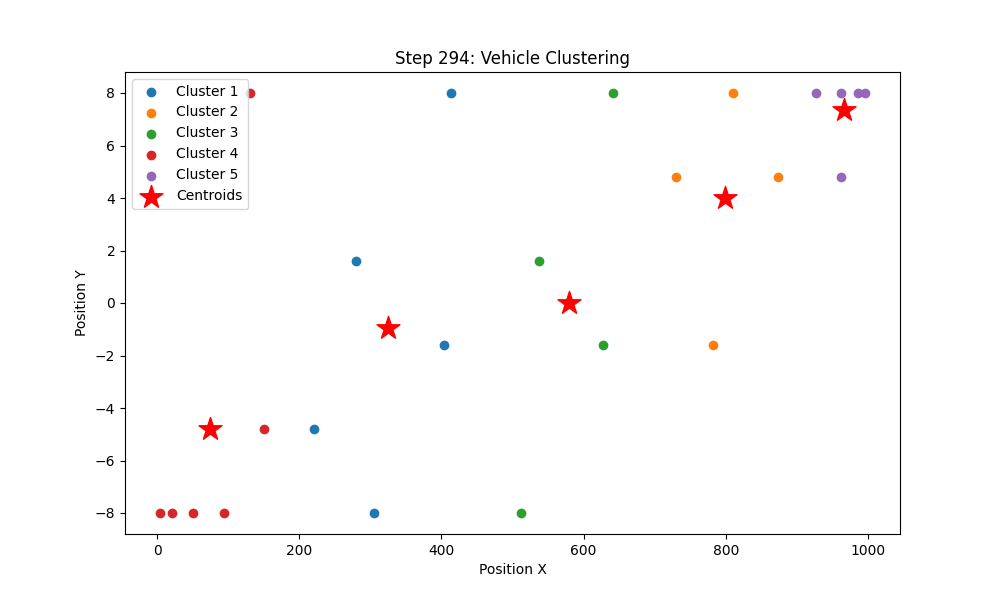 Step 294: Vehicle Clustering
Cluster 1
Cluster 2
Cluster 3
Cluster 4
Cluster 5
Centroids
8
6
4
2
0
−2
−4
−6
−8
Position Y
0 200 400 600 800 1000
Position X